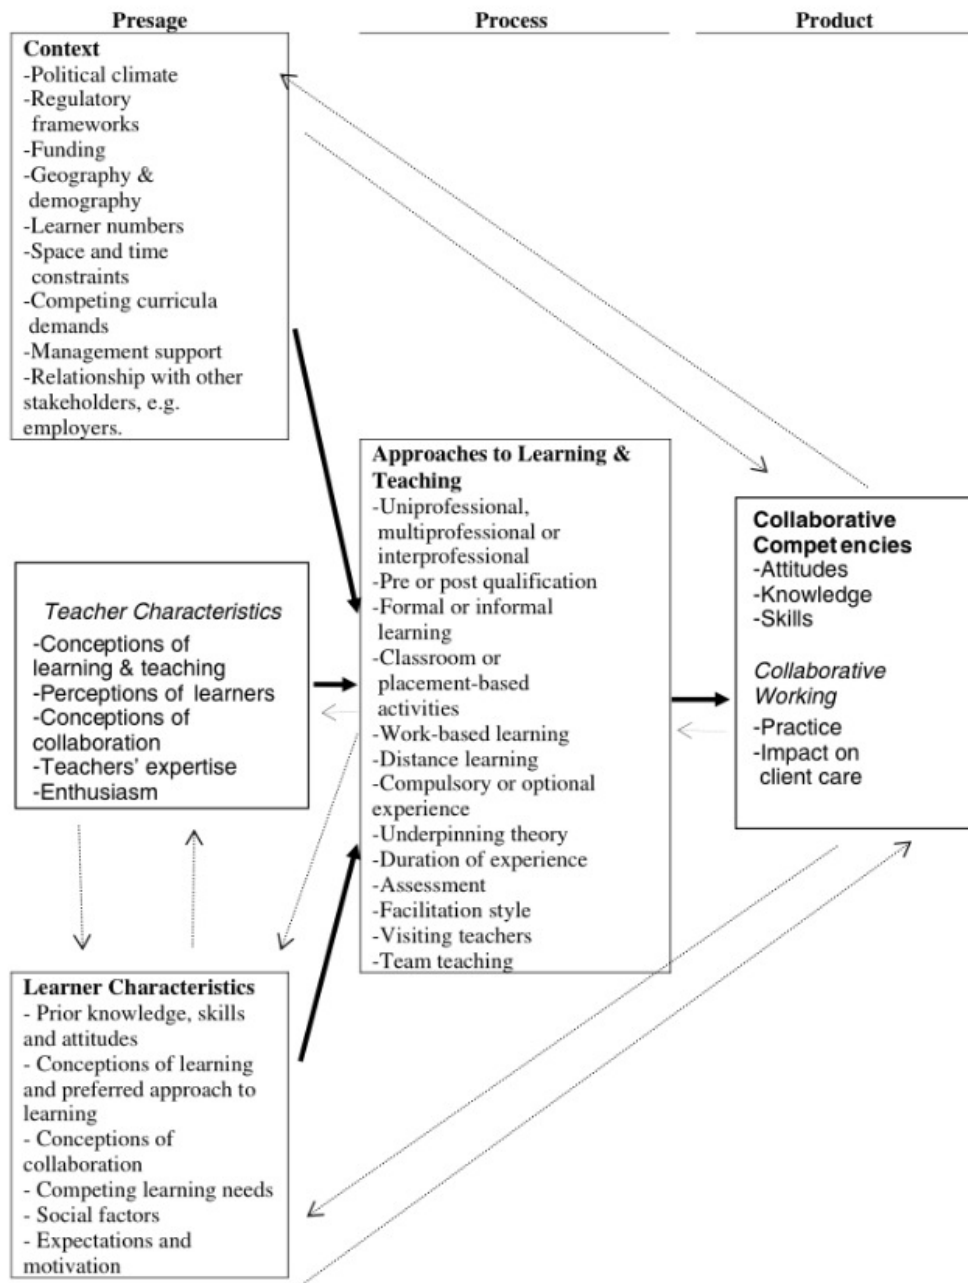 Presage
Process
Product
Context
-Political climate
-Regulatory
frameworks
-Funding
-Geography &
demography
-Learner numbers
-Space and time
constraints
-Competing curricula
demands
-Management support
-Relationship with other
stakeholders, e.g.
employers.
Teacher Characteristics
-Conceptions of
learning & teaching
-Perceptions of learners
-Conceptions of
collaboration
-Teachers' expertise
-Enthusiasm
Learner Characteristics
- Prior knowledge, skills
and attitudes
- Conceptions of learning
and preferred approach to
learning
- Conceptions of
collaboration
- Competing learning needs
- Social factors
- Expectations and
motivation
Approaches to Learning &
Teaching
-Uniprofessional,
multiprofessional or
interprofessional
-Pre or post qualification
-Formal or informal
learning
-Classroom or
placement-based
activities
-Work-based learning
-Distance learning
-Compulsory or optional
experience
-Underpinning theory
-Duration of experience
-Assessment
-Facilitation style
-Visiting teachers
-Team teaching
Collaborative
Competencies
-Attitudes
-Knowledge
-Skills
Collaborative
Working
-Practice
-Impact on
client care